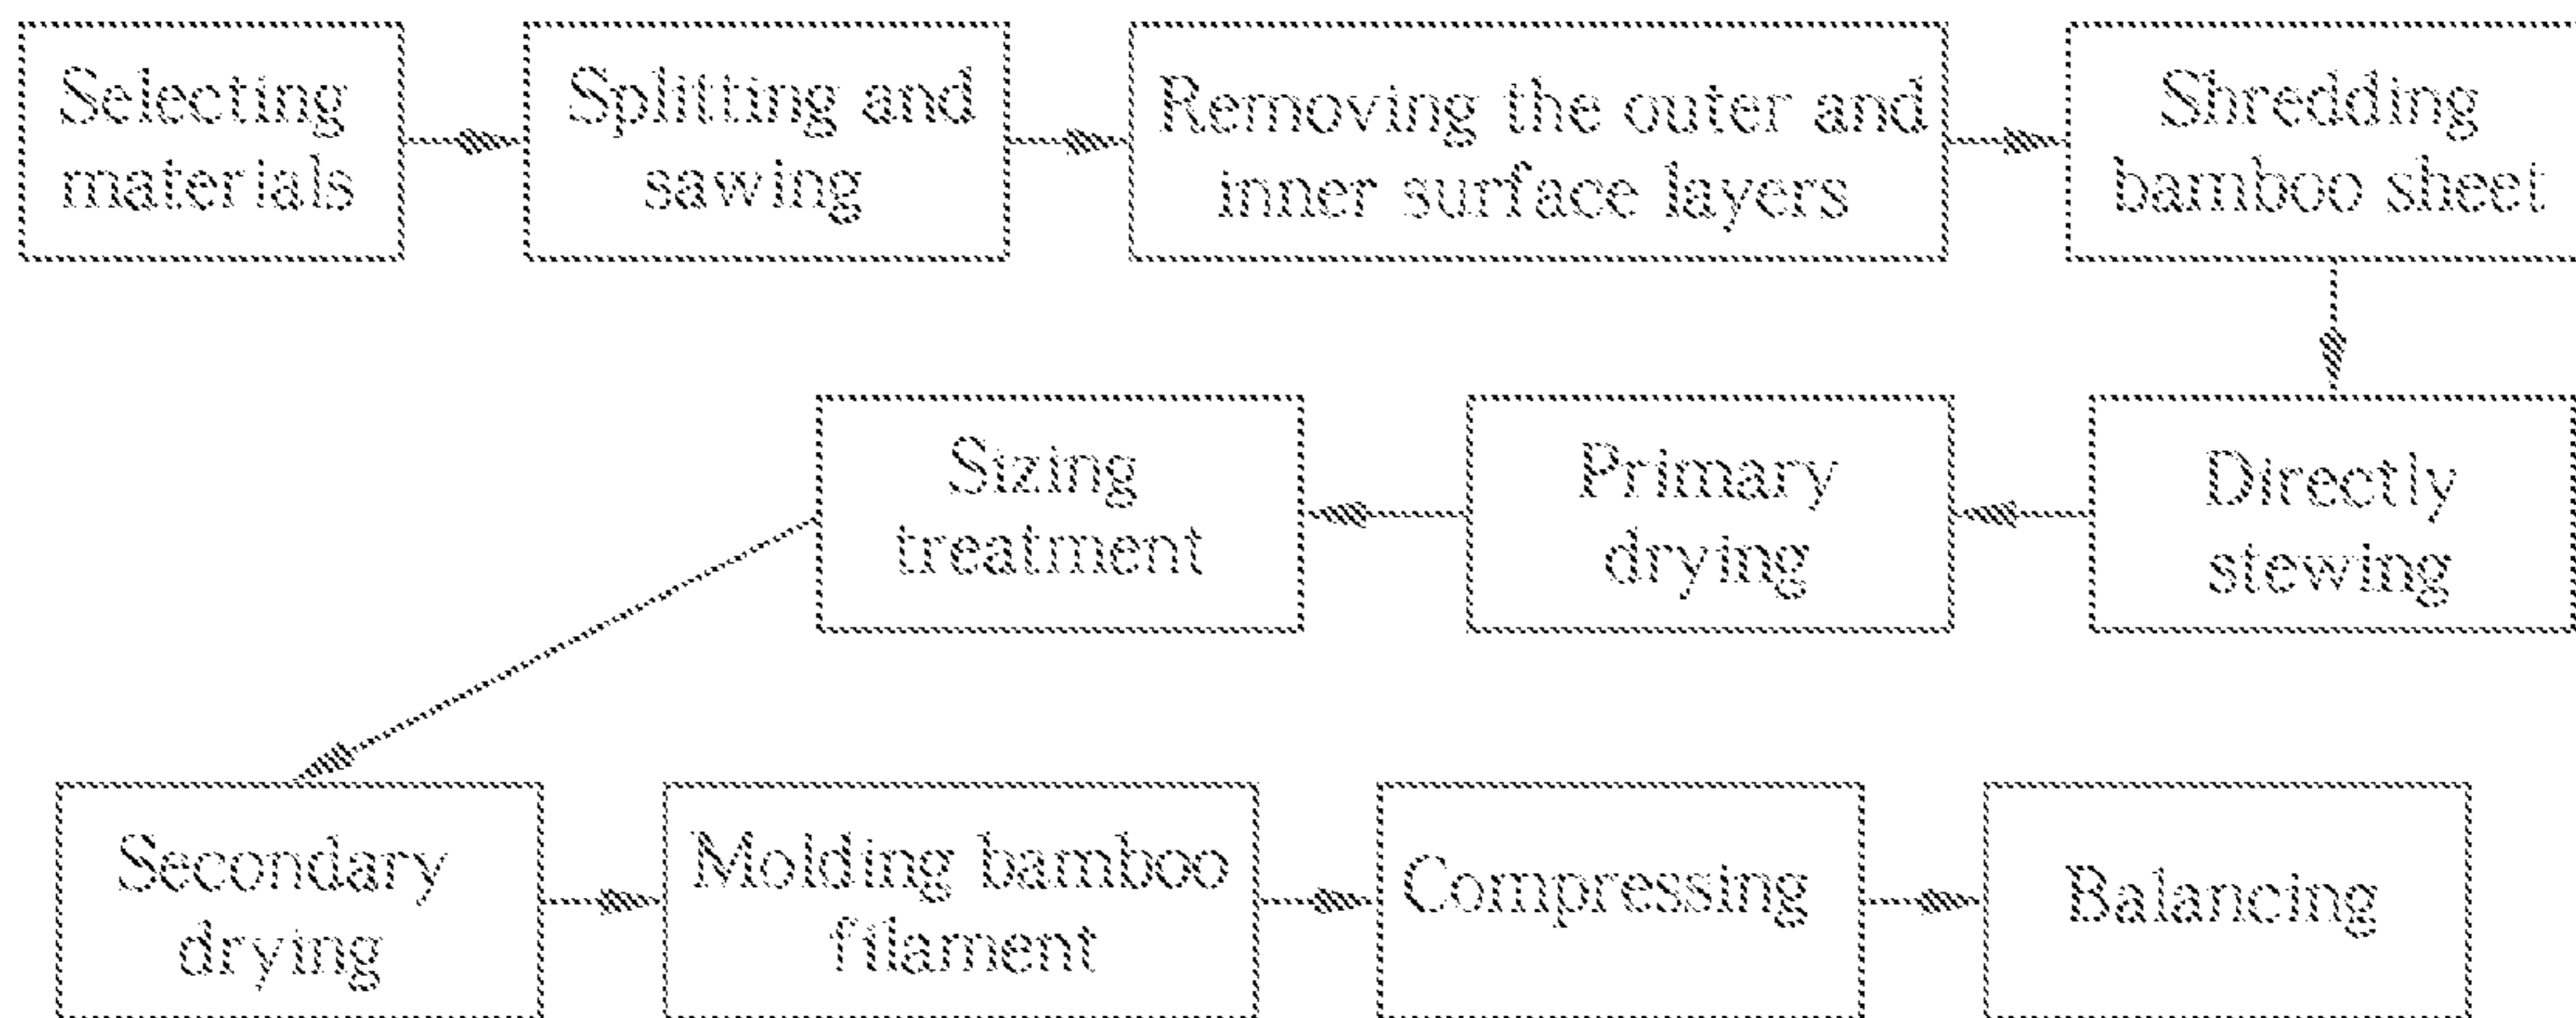 Selecting
materials
Splitting and
sawing
Removing the outer and
inner surface layers
Shredding
bamboo sheet
Directly
stewing
Primary
drying
Sizing
treatment
Secondary
drying
Molding bamboo
filament
Compressing
Balancing